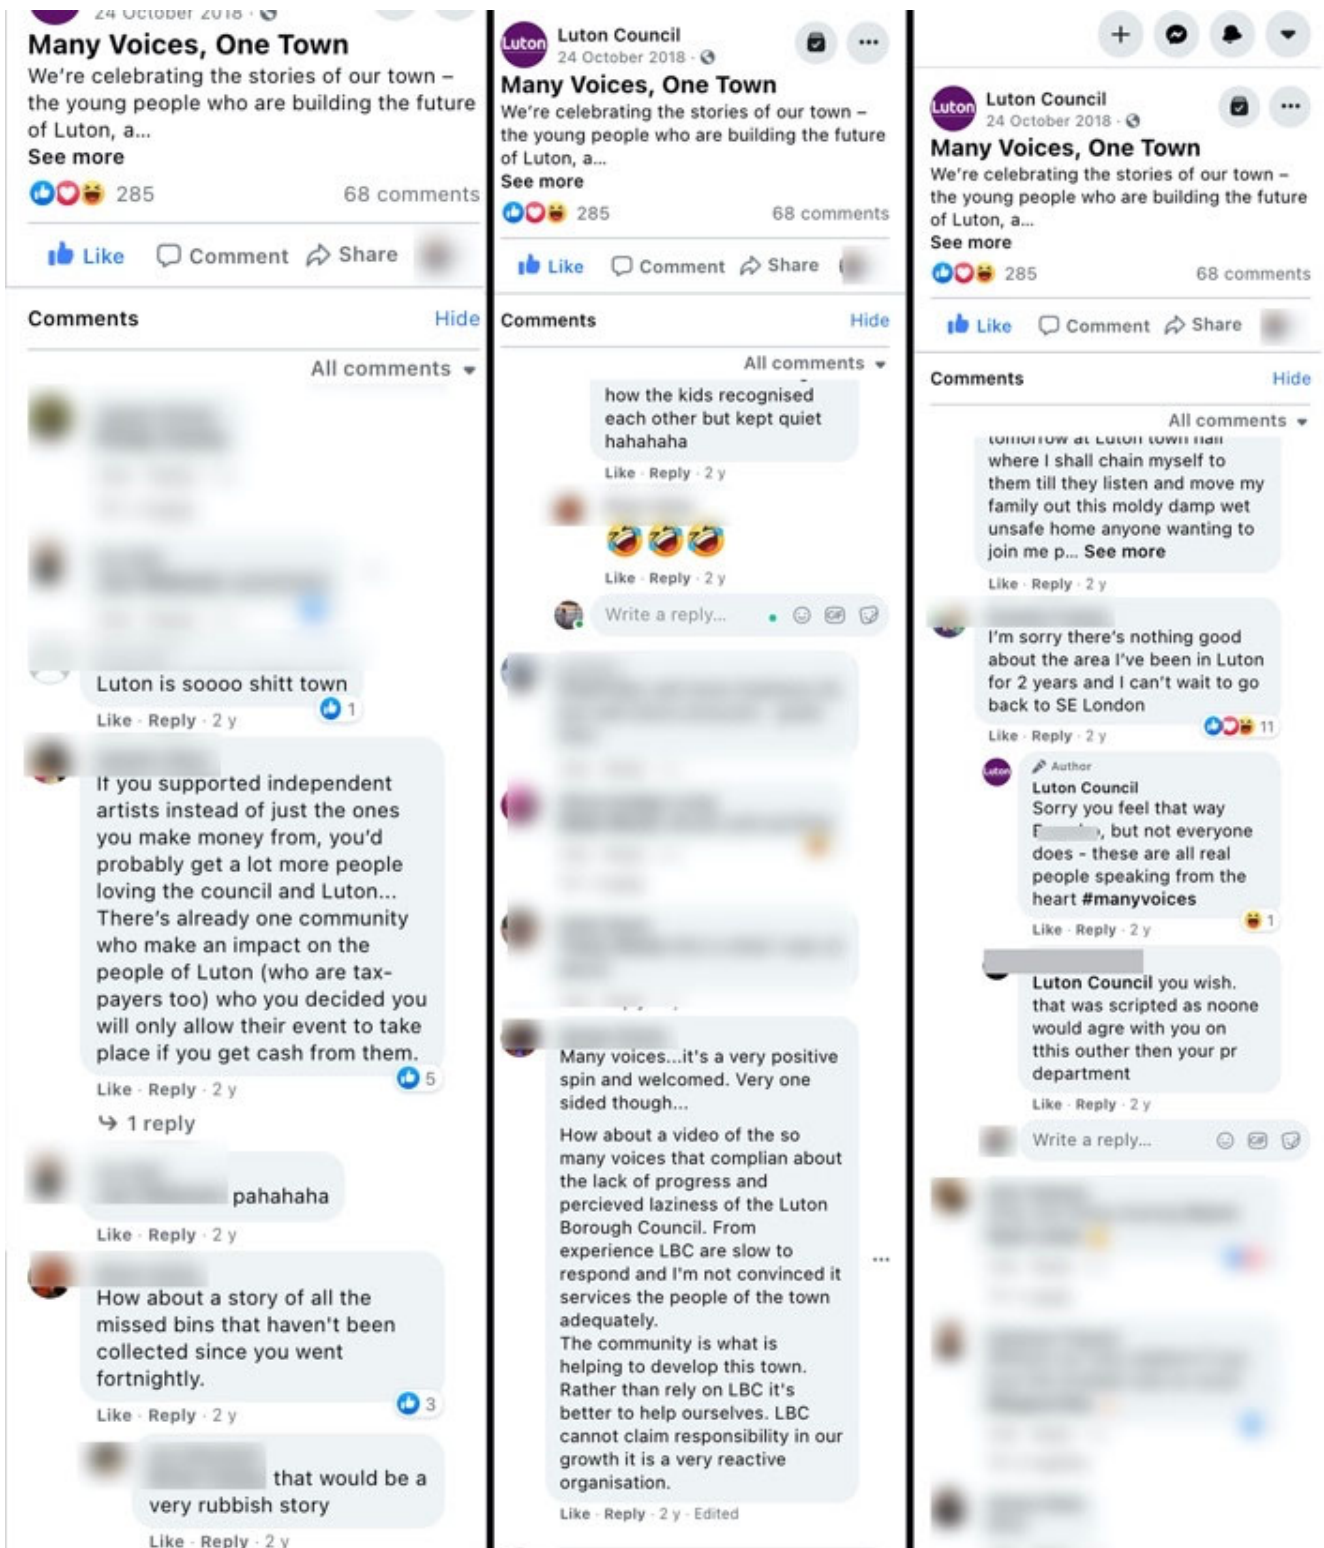 24 October 2018 ·
Many Voices, One Town
We're celebrating the stories of our town –
the young people who are building the future
of Luton, a...
See more
285
68 comments
Like
Comment
Share
Comments
Hide
All comments
Luton is soooo shitt town
1
Like · Reply · 2 y
If you supported independent
artists instead of just the ones
you make money from, you'd
probably get a lot more people
loving the council and Luton...
There's already one community
who make an impact on the
people of Luton (who are tax-
payers too) who you decided you
will only allow their event to take
place if you get cash from them.
5
Like · Reply · 2 y
1 reply
pahahaha
Like · Reply · 2 y
How about a story of all the
missed bins that haven't been
collected since you went
fortnightly.
3
Like · Reply · 2 y
that would be a
very rubbish story
Like · Reply · 2 y
Luton
Luton Council
24 October 2018 ·
Many Voices, One Town
We're celebrating the stories of our town –
the young people who are building the future
of Luton, a...
See more
285
68 comments
Like
Comment
Share
Comments
Hide
All comments
how the kids recognised
each other but kept quiet
hahahaha
Like · Reply · 2 y
Like · Reply · 2 y
Write a reply...
GIF
Many voices...it's a very positive
spin and welcomed. Very one
sided though...
How about a video of the so
many voices that complian about
the lack of progress and
percieved laziness of the Luton
Borough Council. From
experience LBC are slow to
respond and I'm not convinced it
services the people of the town
adequately.
The community is what is
helping to develop this town.
Rather than rely on LBC it's
better to help ourselves. LBC
cannot claim responsibility in our
growth it is a very reactive
organisation.
Like · Reply · 2 y · Edited
Luton
Luton Council
24 October 2018 ·
Many Voices, One Town
We're celebrating the stories of our town –
the young people who are building the future
of Luton, a...
See more
285
68 comments
Like
Comment
Share
Comments
Hide
All comments
tomorrow at Luton town hall
where I shall chain myself to
them till they listen and move my
family out this moldy damp wet
unsafe home anyone wanting to
join me p... See more
Like · Reply · 2 y
I'm sorry there's nothing good
about the area I've been in Luton
for 2 years and I can't wait to go
back to SE London
11
Like · Reply · 2 y
Luton
Author
Luton Council
Sorry you feel that way
, but not everyone
does - these are all real
people speaking from the
heart #manyvoices
1
Like · Reply · 2 y
Luton Council you wish.
that was scripted as noone
would agre with you on
tthis outher then your pr
department
Like · Reply · 2 y
Write a reply...
GIF